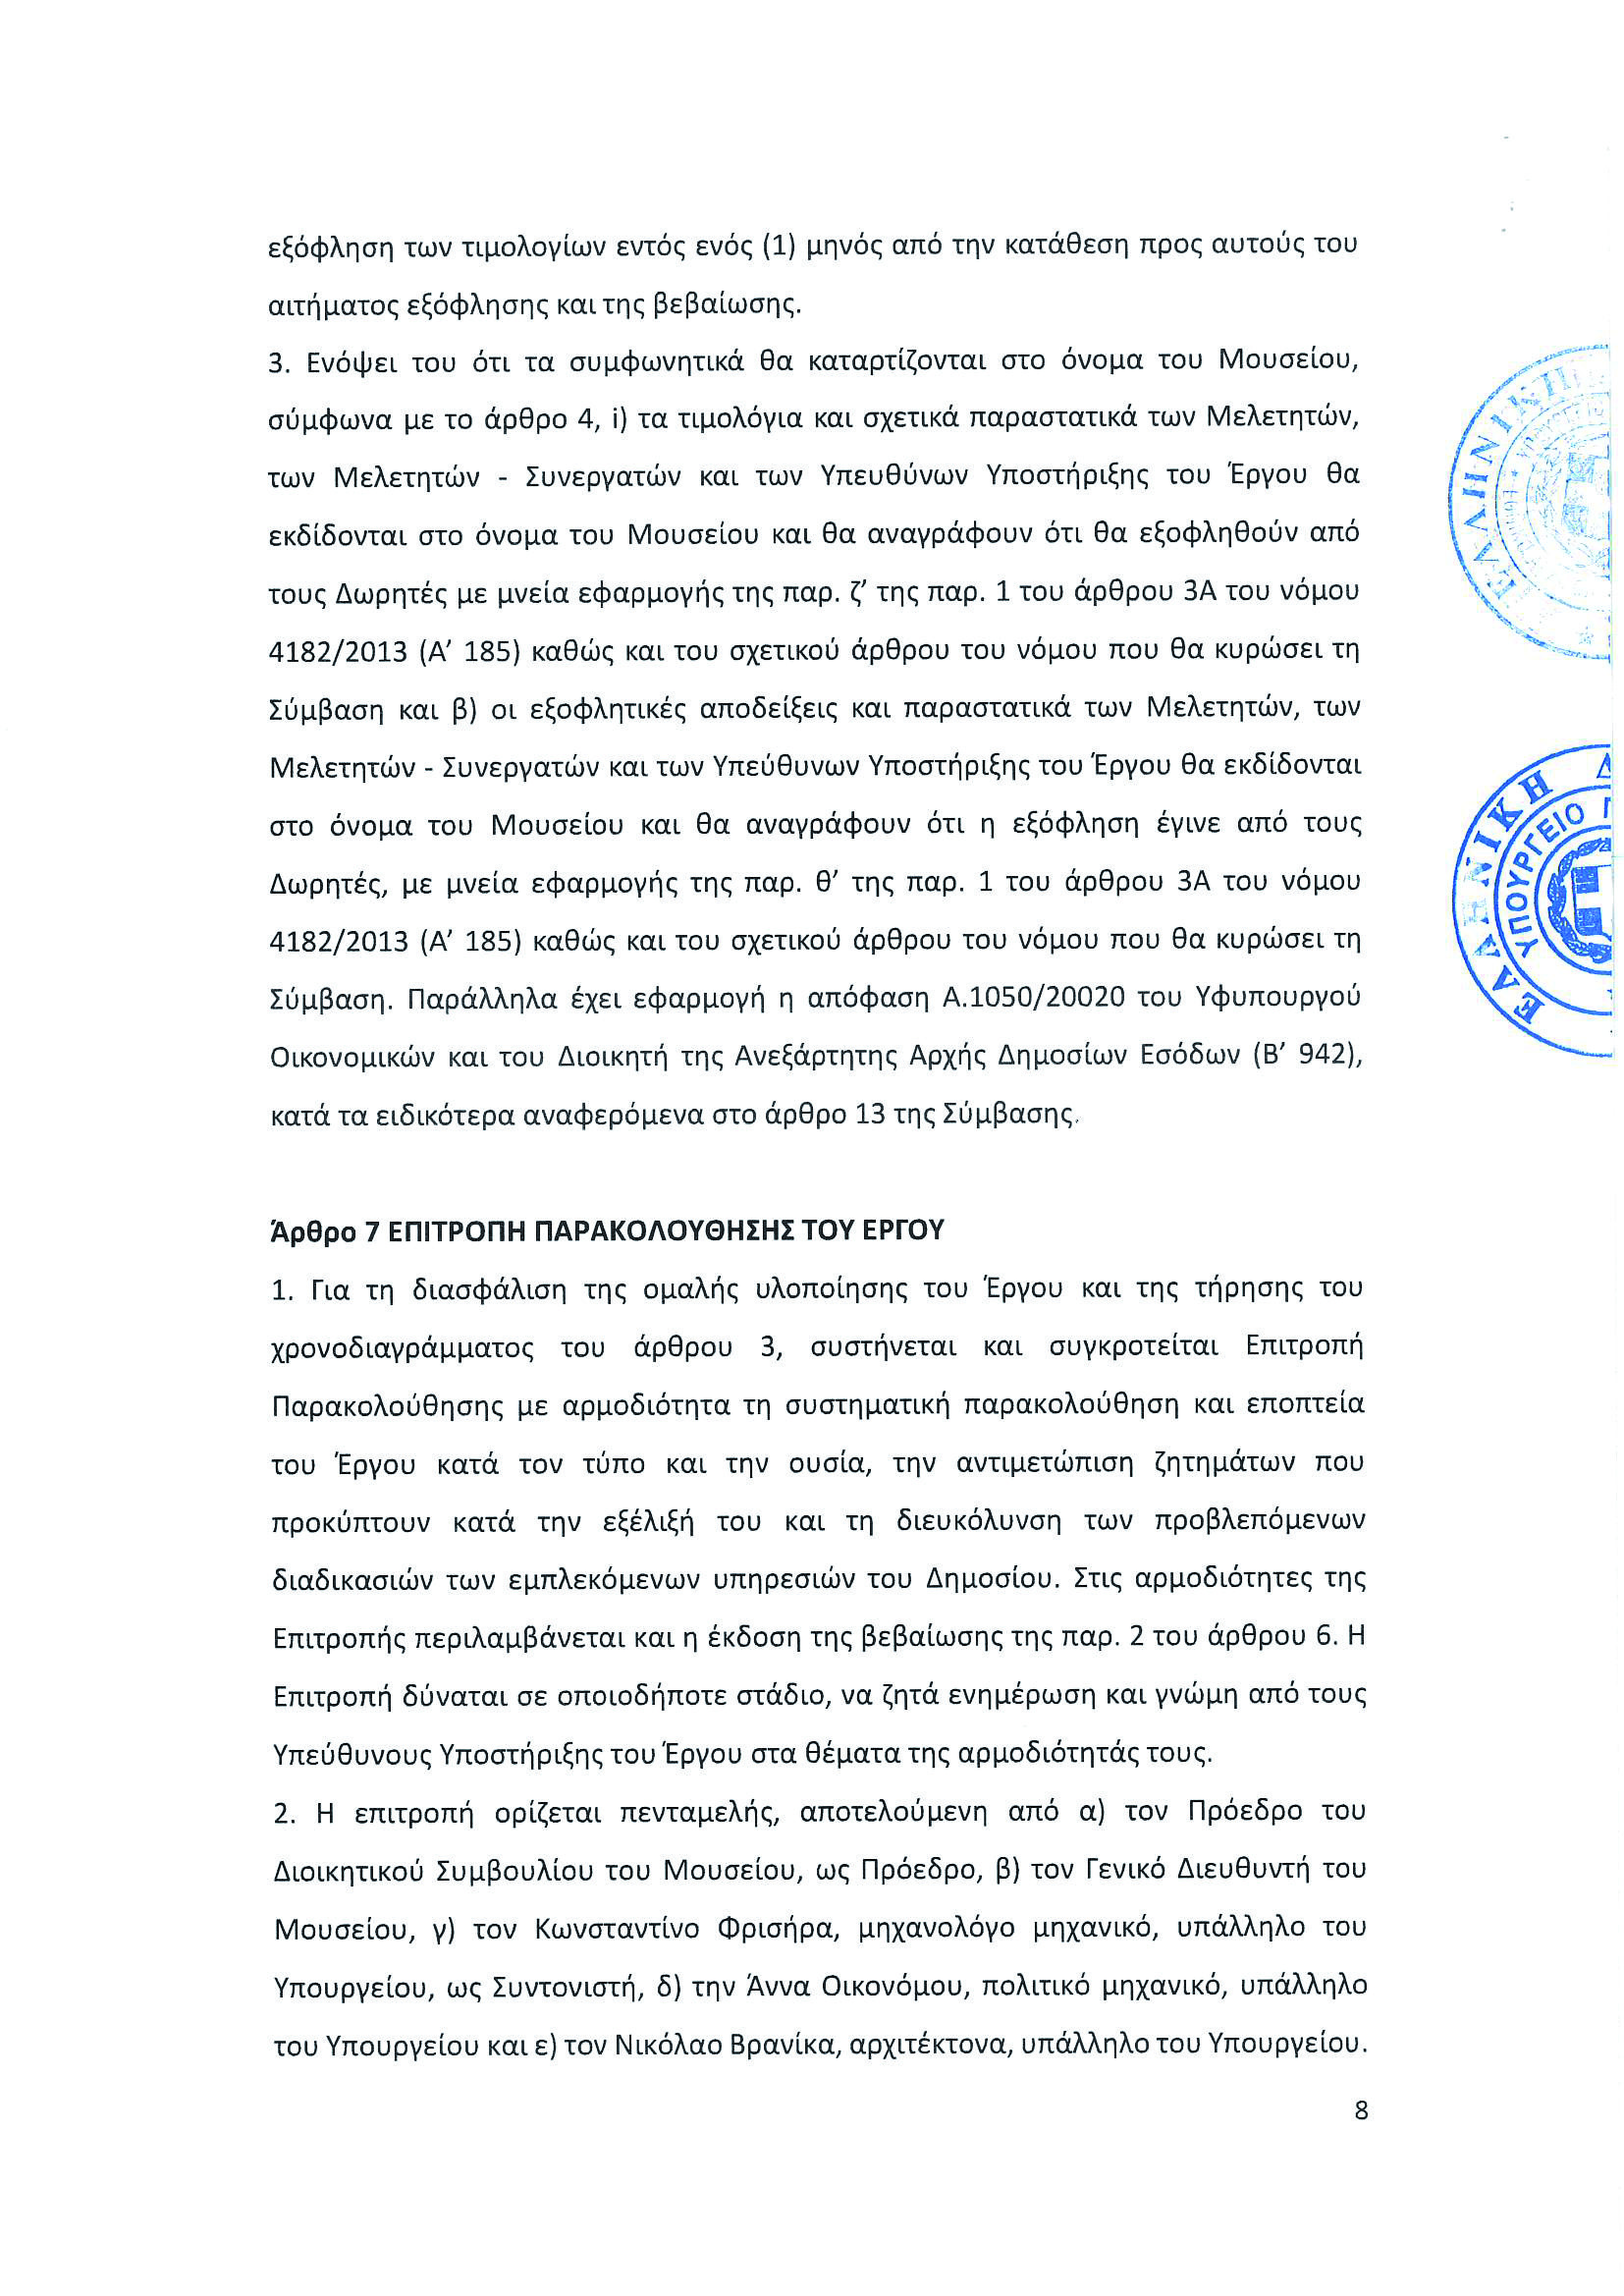 εξόφληση των τιμολογίων εντός ενός (1) μηνός από την κατάθεση προς αυτούς του
αιτήματος εξόφλησης και της βεβαίωσης.
3. Ενόψει του ότι τα συμφωνητικά θα καταρτίζονται στο όνομα του Μουσείου,
σύμφωνα με το άρθρο 4, i) τα τιμολόγια και σχετικά παραστατικά των Μελετητών,
των Μελετητών - Συνεργατών και των Υπευθύνων Υποστήριξης του Έργου θα
εκδίδονται στο όνομα του Μουσείου και θα αναγράφουν ότι θα εξοφληθούν από
τους Δωρητές με μνεία εφαρμογής της παρ. ζ’ της παρ. 1 του άρθρου 3Α του νόμου
4182/2013 (Α’ 185) καθώς και του σχετικού άρθρου του νόμου που θα κυρώσει τη
Σύμβαση και β) οι εξοφλητικές αποδείξεις και παραστατικά των Μελετητών, των
Μελετητών - Συνεργατών και των Υπεύθυνων Υποστήριξης του Έργου θα εκδίδονται
στο όνομα του Μουσείου και θα αναγράφουν ότι η εξόφληση έγινε από τους
Δωρητές, με μνεία εφαρμογής της παρ. θ’ της παρ. 1 του άρθρου 3Α του νόμου
4182/2013 (Α’ 185) καθώς και του σχετικού άρθρου του νόμου που θα κυρώσει τη
Σύμβαση. Παράλληλα έχει εφαρμογή η απόφαση Α.1050/20020 του Υφυπουργού
Οικονομικών και του Διοικητή της Ανεξάρτητης Αρχής Δημοσίων Εσόδων (Β’ 942),
κατά τα ειδικότερα αναφερόμενα στο άρθρο 13 της Σύμβασης.
Άρθρο 7 ΕΠΙΤΡΟΠΗ ΠΑΡΑΚΟΛΟΥΘΗΣΗΣ ΤΟΥ ΕΡΓΟΥ
1. Για τη διασφάλιση της ομαλής υλοποίησης του Έργου και της τήρησης του
χρονοδιαγράμματος του άρθρου 3, συστήνεται και συγκροτείται Επιτροπή
Παρακολούθησης με αρμοδιότητα τη συστηματική παρακολούθηση και εποπτεία
του Έργου κατά τον τύπο και την ουσία, την αντιμετώπιση ζητημάτων που
προκύπτουν κατά την εξέλιξή του και τη διευκόλυνση των προβλεπόμενων
διαδικασιών των εμπλεκόμενων υπηρεσιών του Δημοσίου. Στις αρμοδιότητες της
Επιτροπής περιλαμβάνεται και η έκδοση της βεβαίωσης της παρ. 2 του άρθρου 6. Η
Επιτροπή δύναται σε οποιοδήποτε στάδιο, να ζητά ενημέρωση και γνώμη από τους
Υπεύθυνους Υποστήριξης του Έργου στα θέματα της αρμοδιότητάς τους.
2. Η επιτροπή ορίζεται πενταμελής, αποτελούμενη από α) τον Πρόεδρο του
Διοικητικού Συμβουλίου του Μουσείου, ως Πρόεδρο, β) τον Γενικό Διευθυντή του
Μουσείου, γ) τον Κωνσταντίνο Φρισήρα, μηχανολόγο μηχανικό, υπάλληλο του
Υπουργείου, ως Συντονιστή, δ) την Άννα Οικονόμου, πολιτικό μηχανικό, υπάλληλο
του Υπουργείου και ε) τον Νικόλαο Βρανίκα, αρχιτέκτονα, υπάλληλο του Υπουργείου.
8
ΕΛΛΗΝΙΚΗ
ΕΛΛΗΝΙΚΗ Δ
ΥΠΟΥΡΓΕΙΟ Π